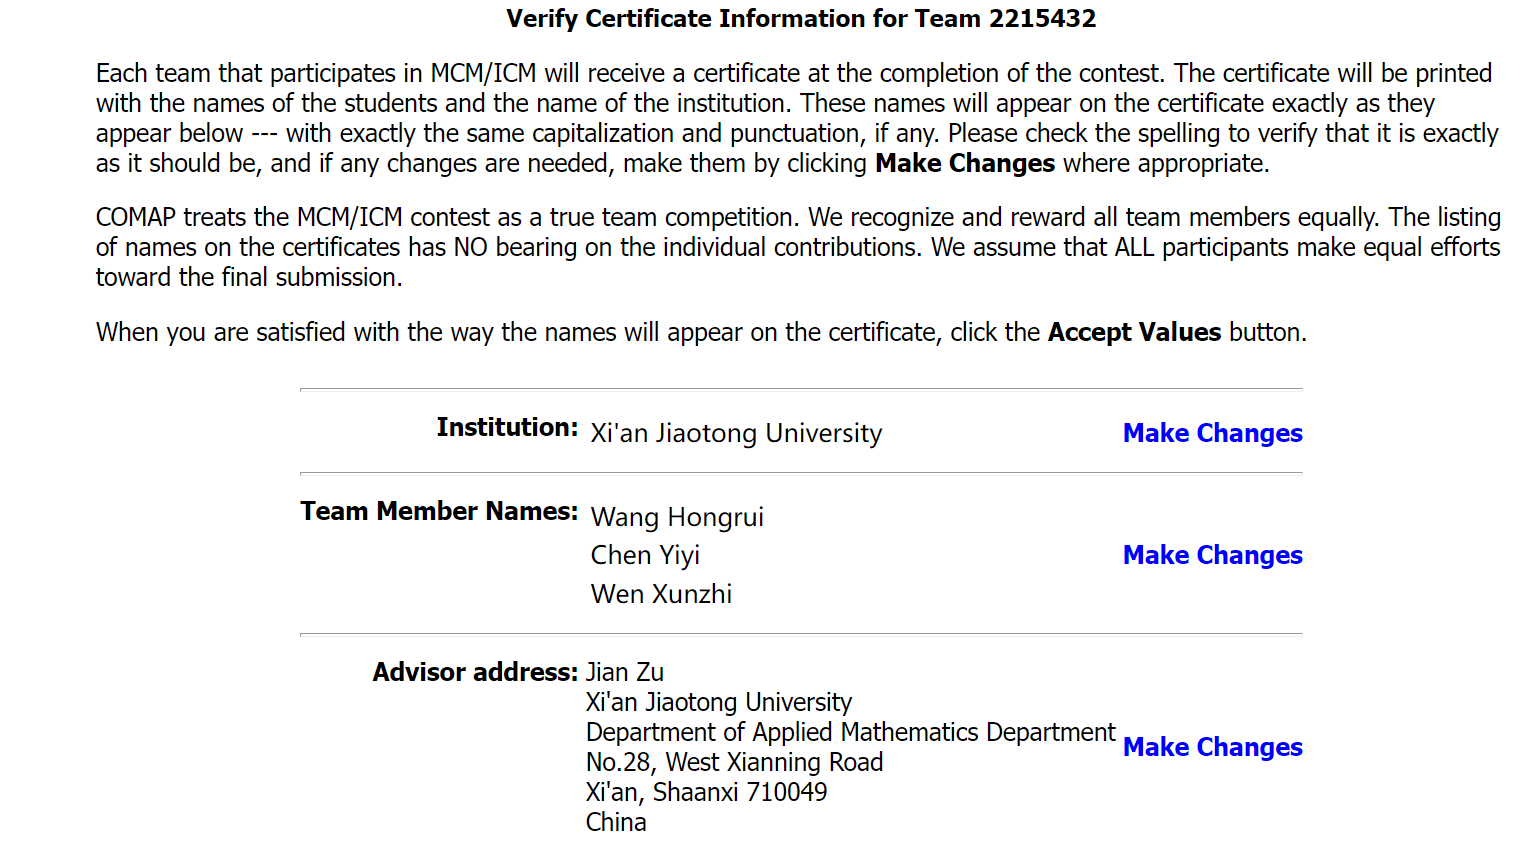 Verify Certificate Information for Team 2215432
Each team that participates in MCM/ICM will receive a certificate at the completion of the contest. The certificate will be printed
with the names of the students and the name of the institution. These names will appear on the certificate exactly as they
appear below --- with exactly the same capitalization and punctuation, if any. Please check the spelling to verify that it is exactly
as it should be, and if any changes are needed, make them by clicking Make Changes where appropriate.
COMAP treats the MCM/ICM contest as a true team competition. We recognize and reward all team members equally. The listing
of names on the certificates has NO bearing on the individual contributions. We assume that ALL participants make equal efforts
toward the final submission.
When you are satisfied with the way the names will appear on the certificate, click the Accept Values button.
Institution: Xi'an Jiaotong University Make Changes
Team Member Names: Wang Hongrui
Chen Yiyi Make Changes
Wen Xunzhi
Advisor address: Jian Zu
Xi'an Jiaotong University
Department of Applied Mathematics Department
Make Changes
No.28, West Xianning Road
Xi'an, Shaanxi 710049
China